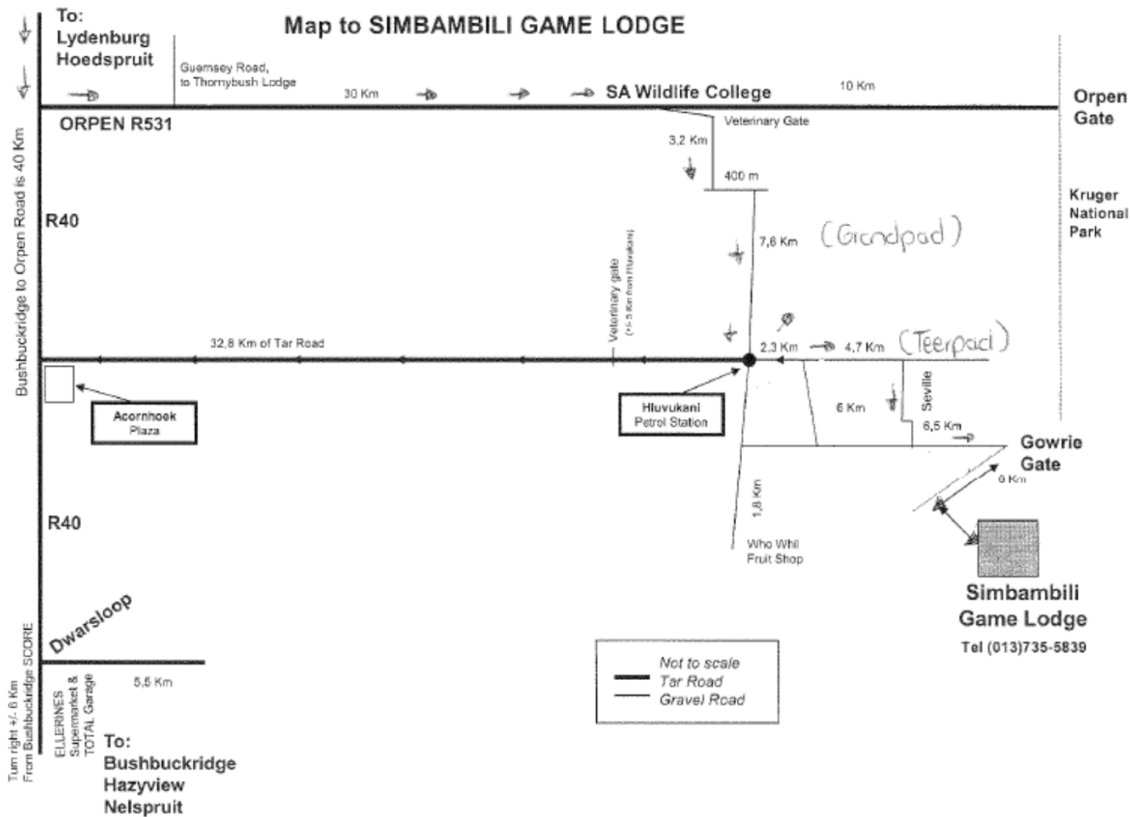 Map to SIMBAMBILI GAME LODGE
To:
Lydenburg
Hoedspruit
Guernsey Road,
to Thornybush Lodge
30 Km
SA Wildlife College
10 Km
Orpen
Gate
ORPEN R531
Veterinary Gate
3,2 Km
400 m
Kruger
National
Park
R40
Bushbuckridge to Orpen Road is 40 Km
7,6 Km
(Grondpad)
Veterinary gate
(+/- 5 Km from Hluvukani)
32,8 Km of Tar Road
2,3 Km
4,7 Km
(Teerpad)
Acornhoek
Plaza
Hluvukani
Petrol Station
6 Km
Seville
6,5 Km
Gowrie
Gate
6 Km
1,8 Km
R40
Who Whil
Fruit Shop
Simbambili
Game Lodge
Tel (013)735-5839
Dwarsloop
5,5 Km
Not to scale
Tar Road
Gravel Road
Turn right +/- 6 Km
From Bushbuckridge SCORE
ELLERINES
Supermarket &
TOTAL Garage
To:
Bushbuckridge
Hazyview
Nelspruit